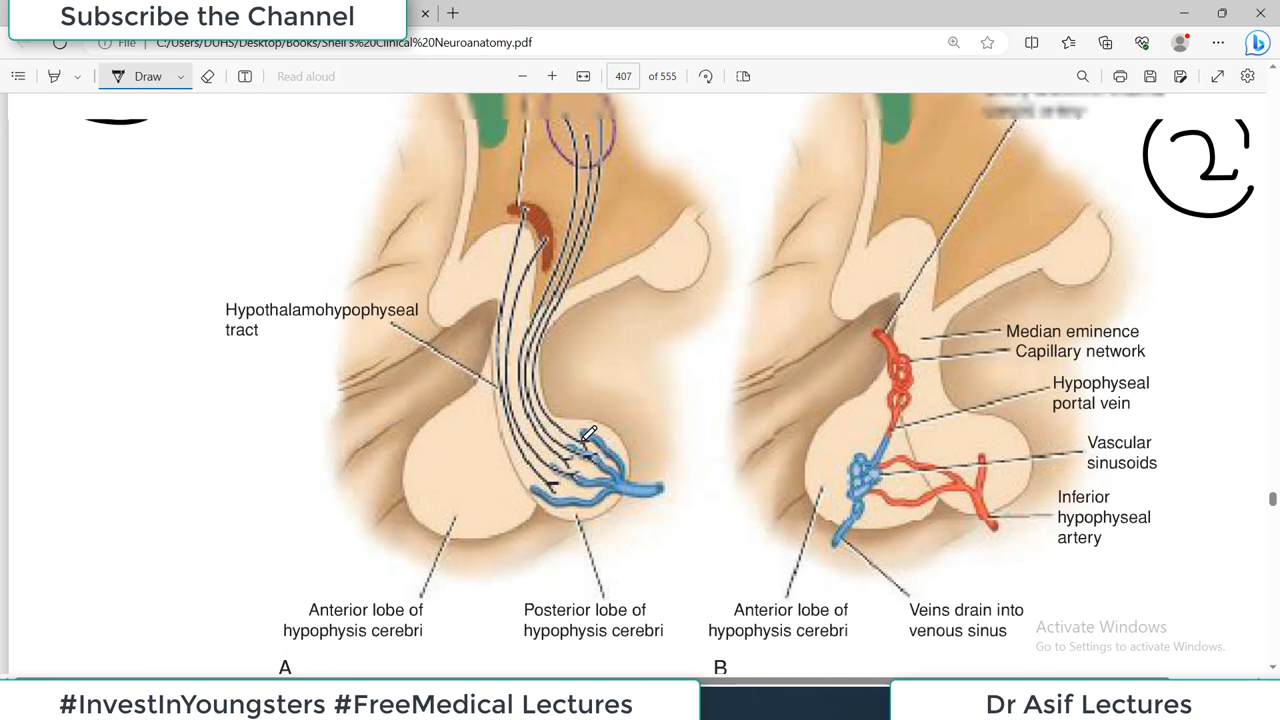 Subscribe the Channel
File
C:/Users/DUHS/Desktop/Books/Snell's%20Clinical%20Neuroanatomy.pdf
Draw
Read aloud
407
of 555
2
Hypothalamohypophyseal
tract
Median eminence
Capillary network
Hypophyseal
portal vein
Vascular
sinusoids
Inferior
hypophyseal
artery
Anterior lobe of
hypophysis cerebri
Posterior lobe of
hypophysis cerebri
Anterior lobe of
hypophysis cerebri
Veins drain into
venous sinus
A
B
Activate Windows
Go to Settings to activate Windows.
#InvestInYoungsters #FreeMedical Lectures
Dr Asif Lectures